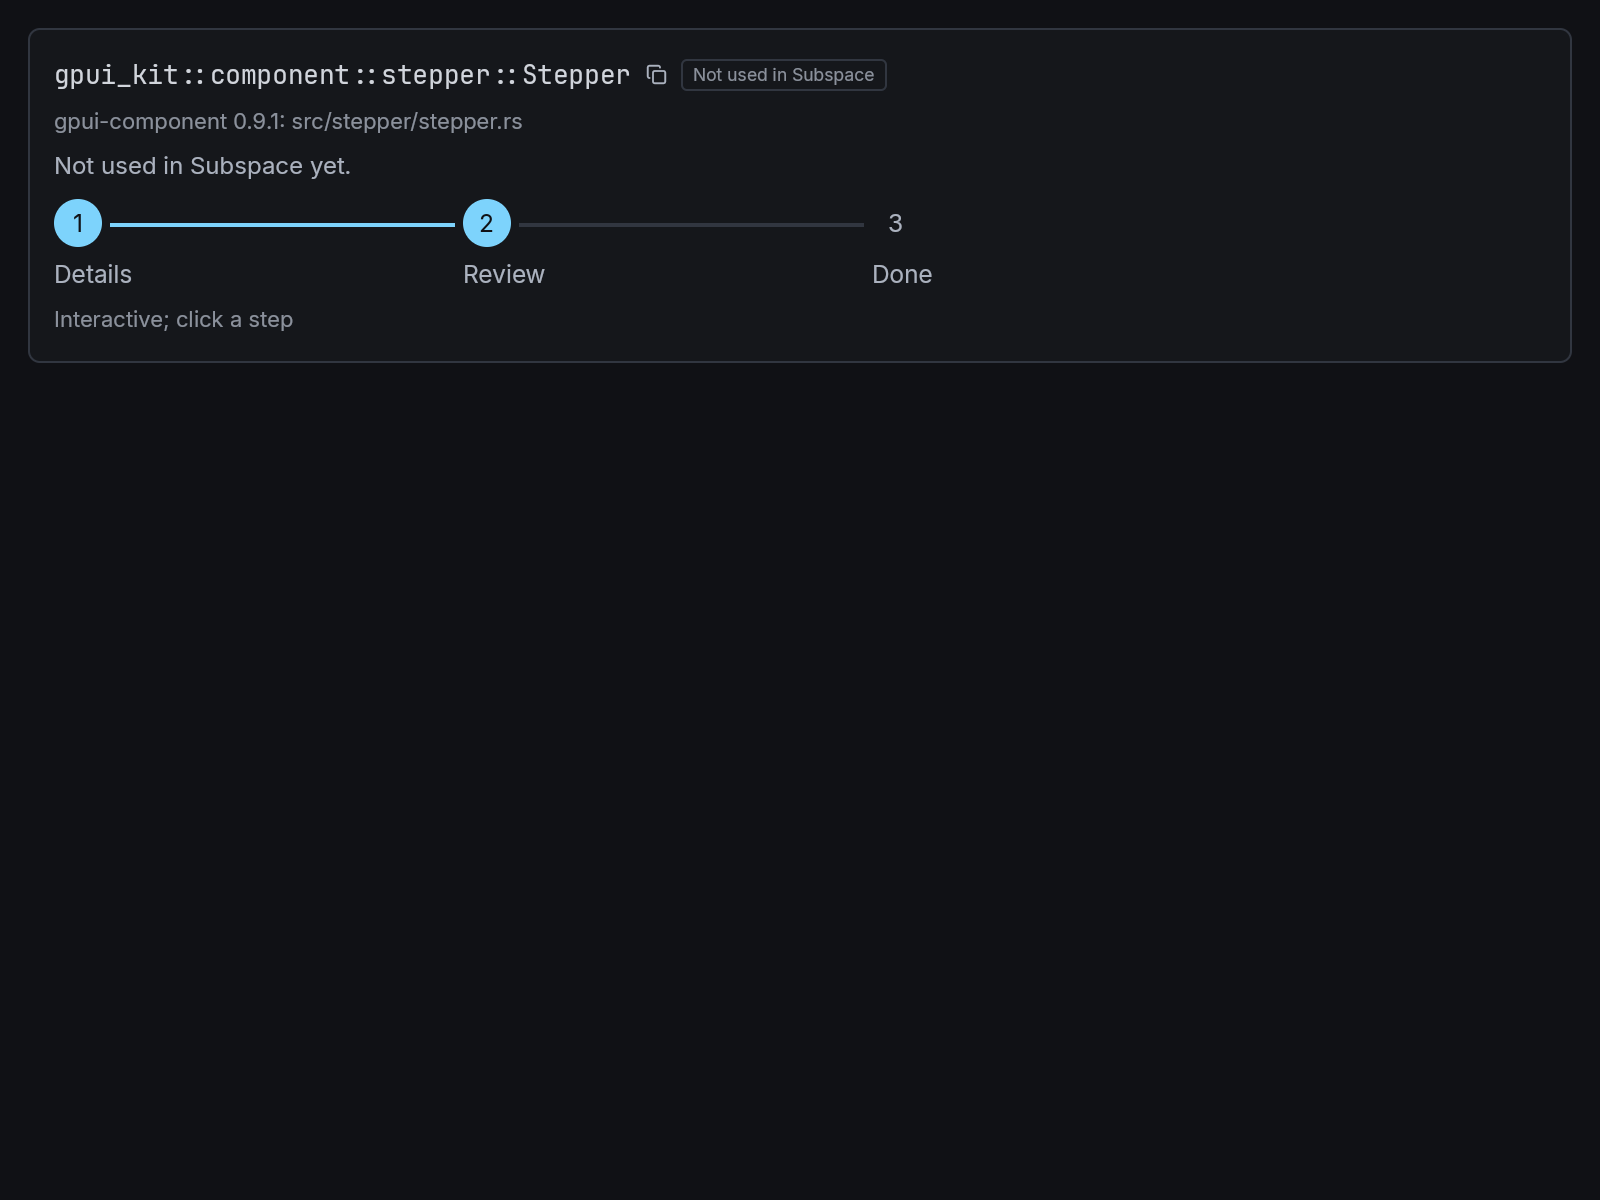 gpui_kit::component::stepper::Stepper Not used in Subspace
gpui-component 0.9.1: src/stepper/stepper.rs
Not used in Subspace yet.
1 2 3
Details Review Done
Interactive; click a step